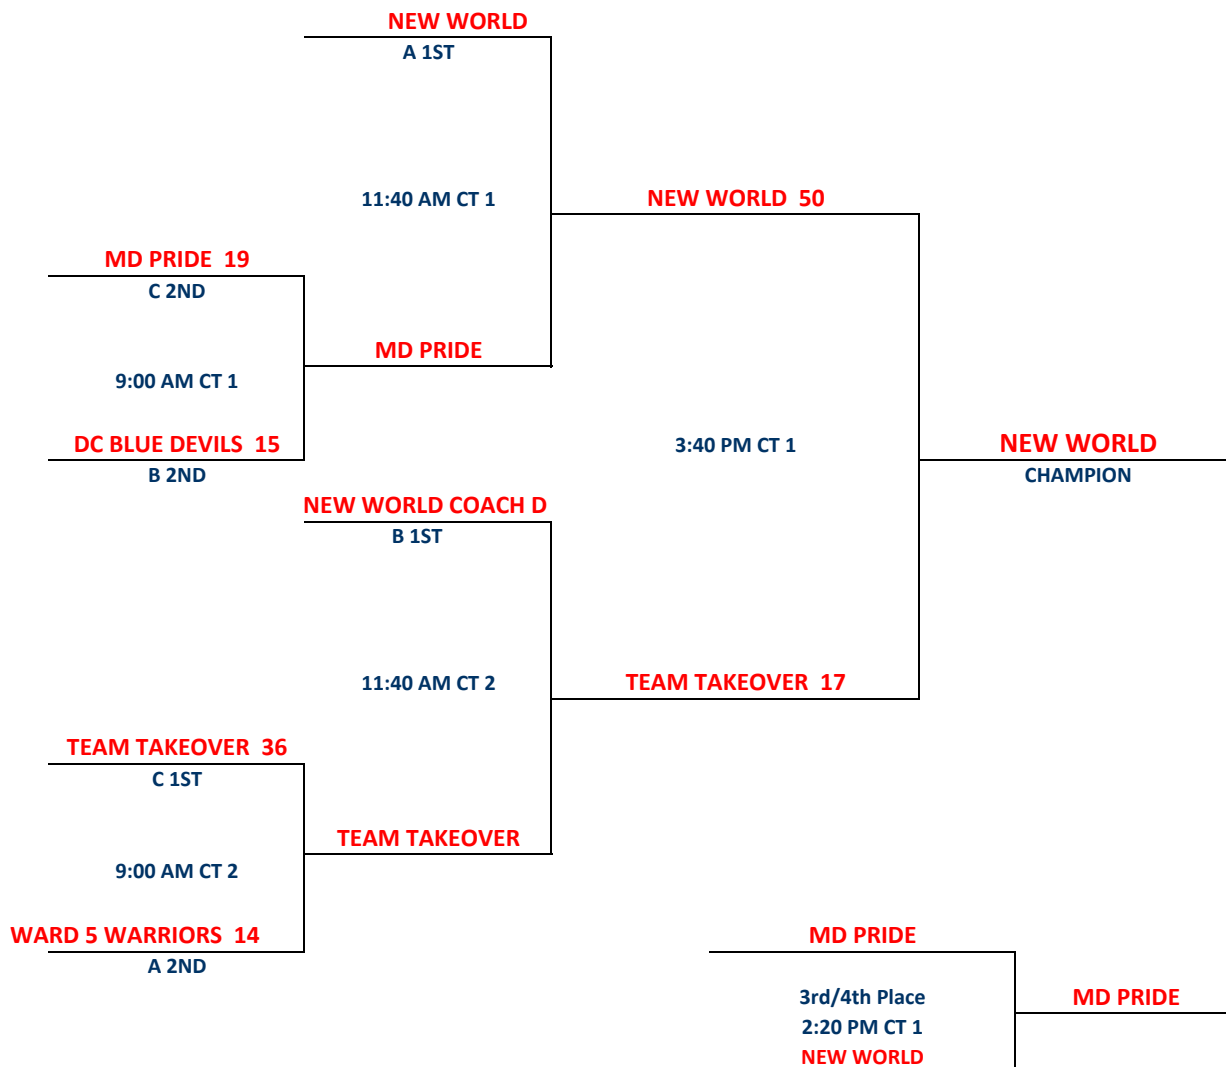 NEW WORLD
A 1ST
11:40 AM CT 1
NEW WORLD  50
MD PRIDE  19
C 2ND
MD PRIDE
9:00 AM CT 1
DC BLUE DEVILS  15
B 2ND
3:40 PM CT 1
NEW WORLD
CHAMPION
NEW WORLD COACH D
B 1ST
11:40 AM CT 2
TEAM TAKEOVER  17
TEAM TAKEOVER  36
C 1ST
TEAM TAKEOVER
9:00 AM CT 2
WARD 5 WARRIORS  14
A 2ND
MD PRIDE
3rd/4th Place
2:20 PM CT 1
NEW WORLD
MD PRIDE